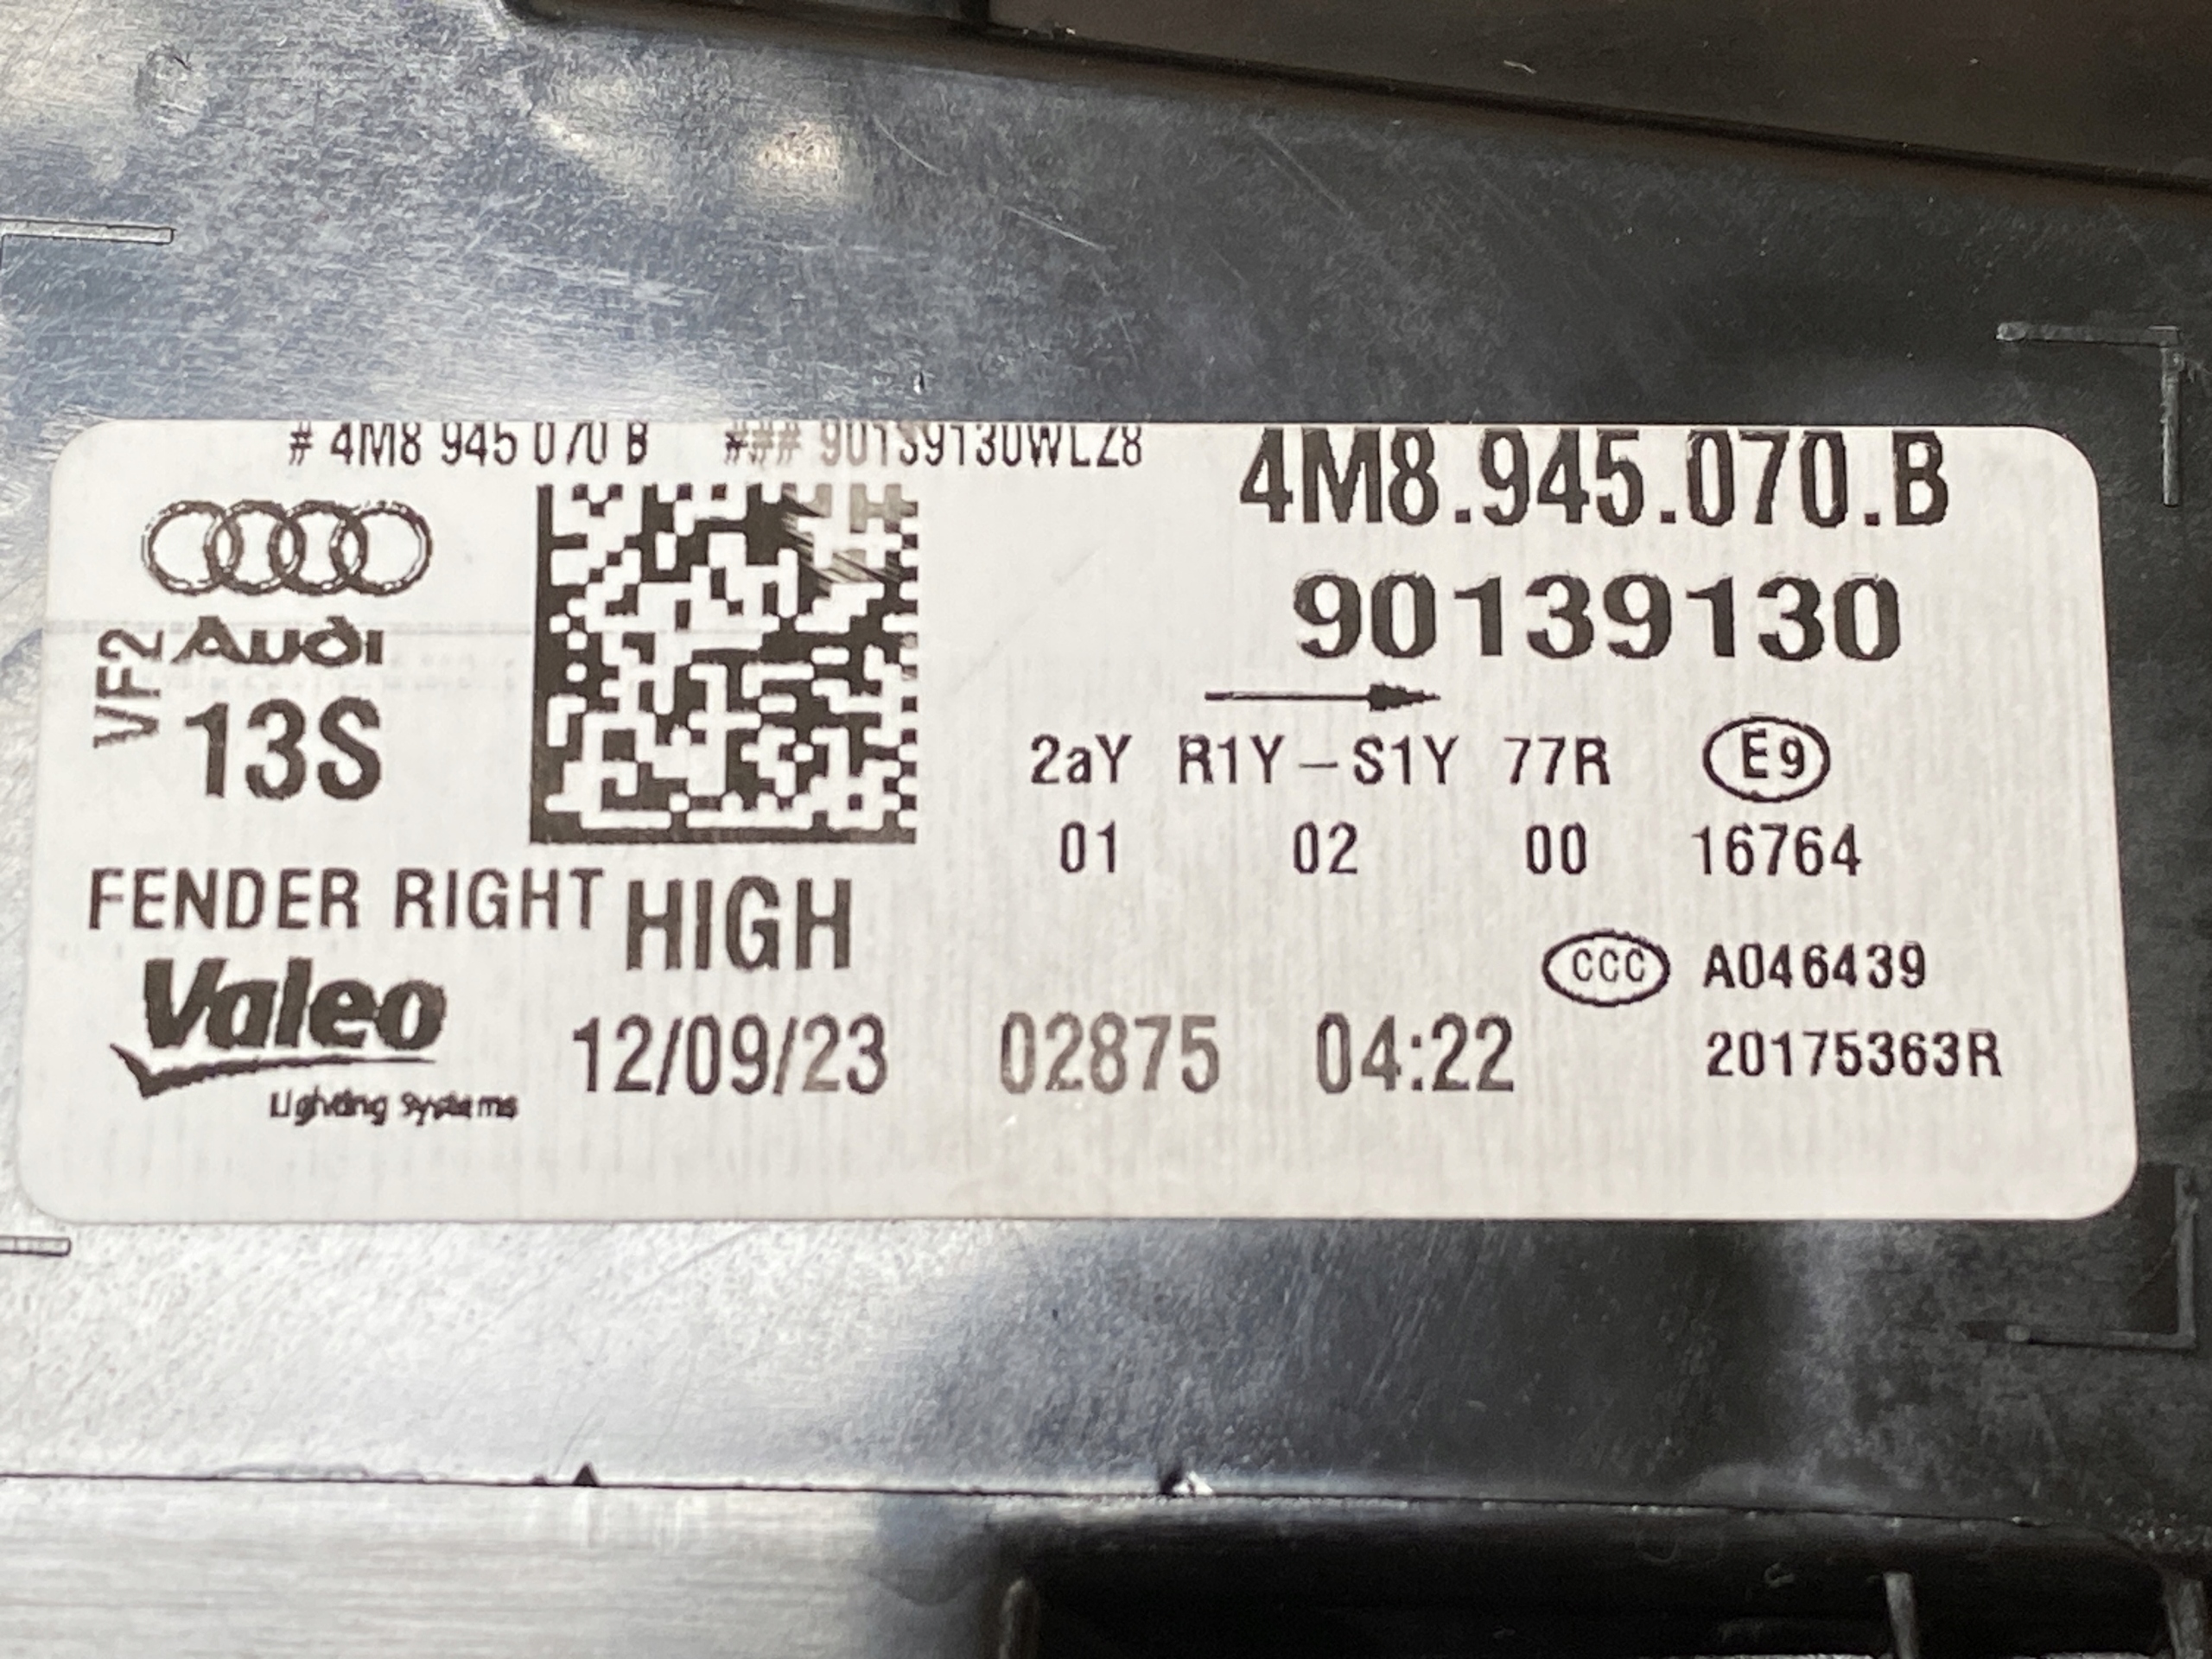 # 4M8 945 070 B ### 90139130WLZ8
4M8.945.070.B
Audi
VF2
13S
90139130
2aY R1Y-S1Y 77R E9
01 02 00 16764
FENDER RIGHT HIGH
CCC A046439
Valeo
Lighting Systems
12/09/23 02875 04:22
20175363R